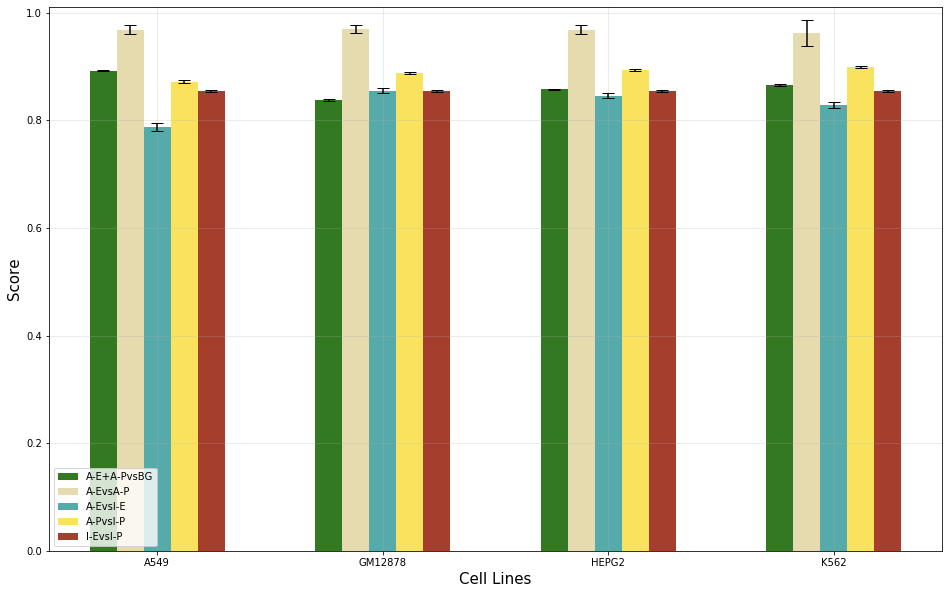 1.0
0.8
0.6
0.4
0.2
0.0
Score
A-E+A-PvsBG
A-EvsA-P
A-EvsI-E
A-PvsI-P
I-EvsI-P
A549 GM12878 HEPG2 K562
Cell Lines